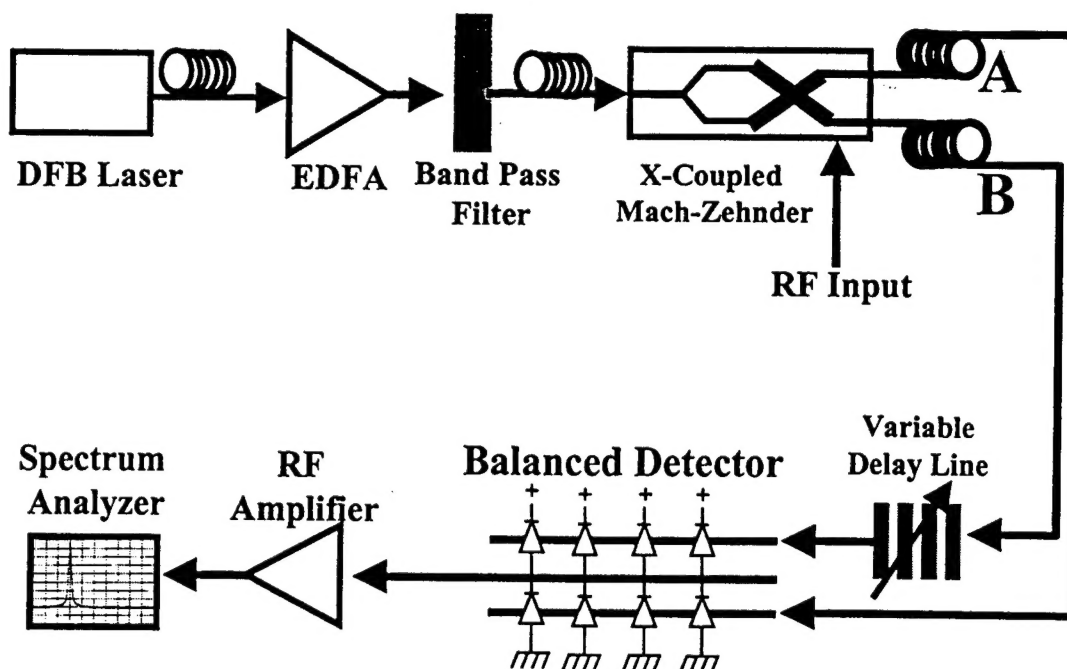 DFB Laser
EDFA
Band Pass
Filter
X-Coupled
Mach-Zehnder
A
B
RF Input
Variable
Delay Line
Balanced Detector
+ + + +
RF
Amplifier
Spectrum
Analyzer